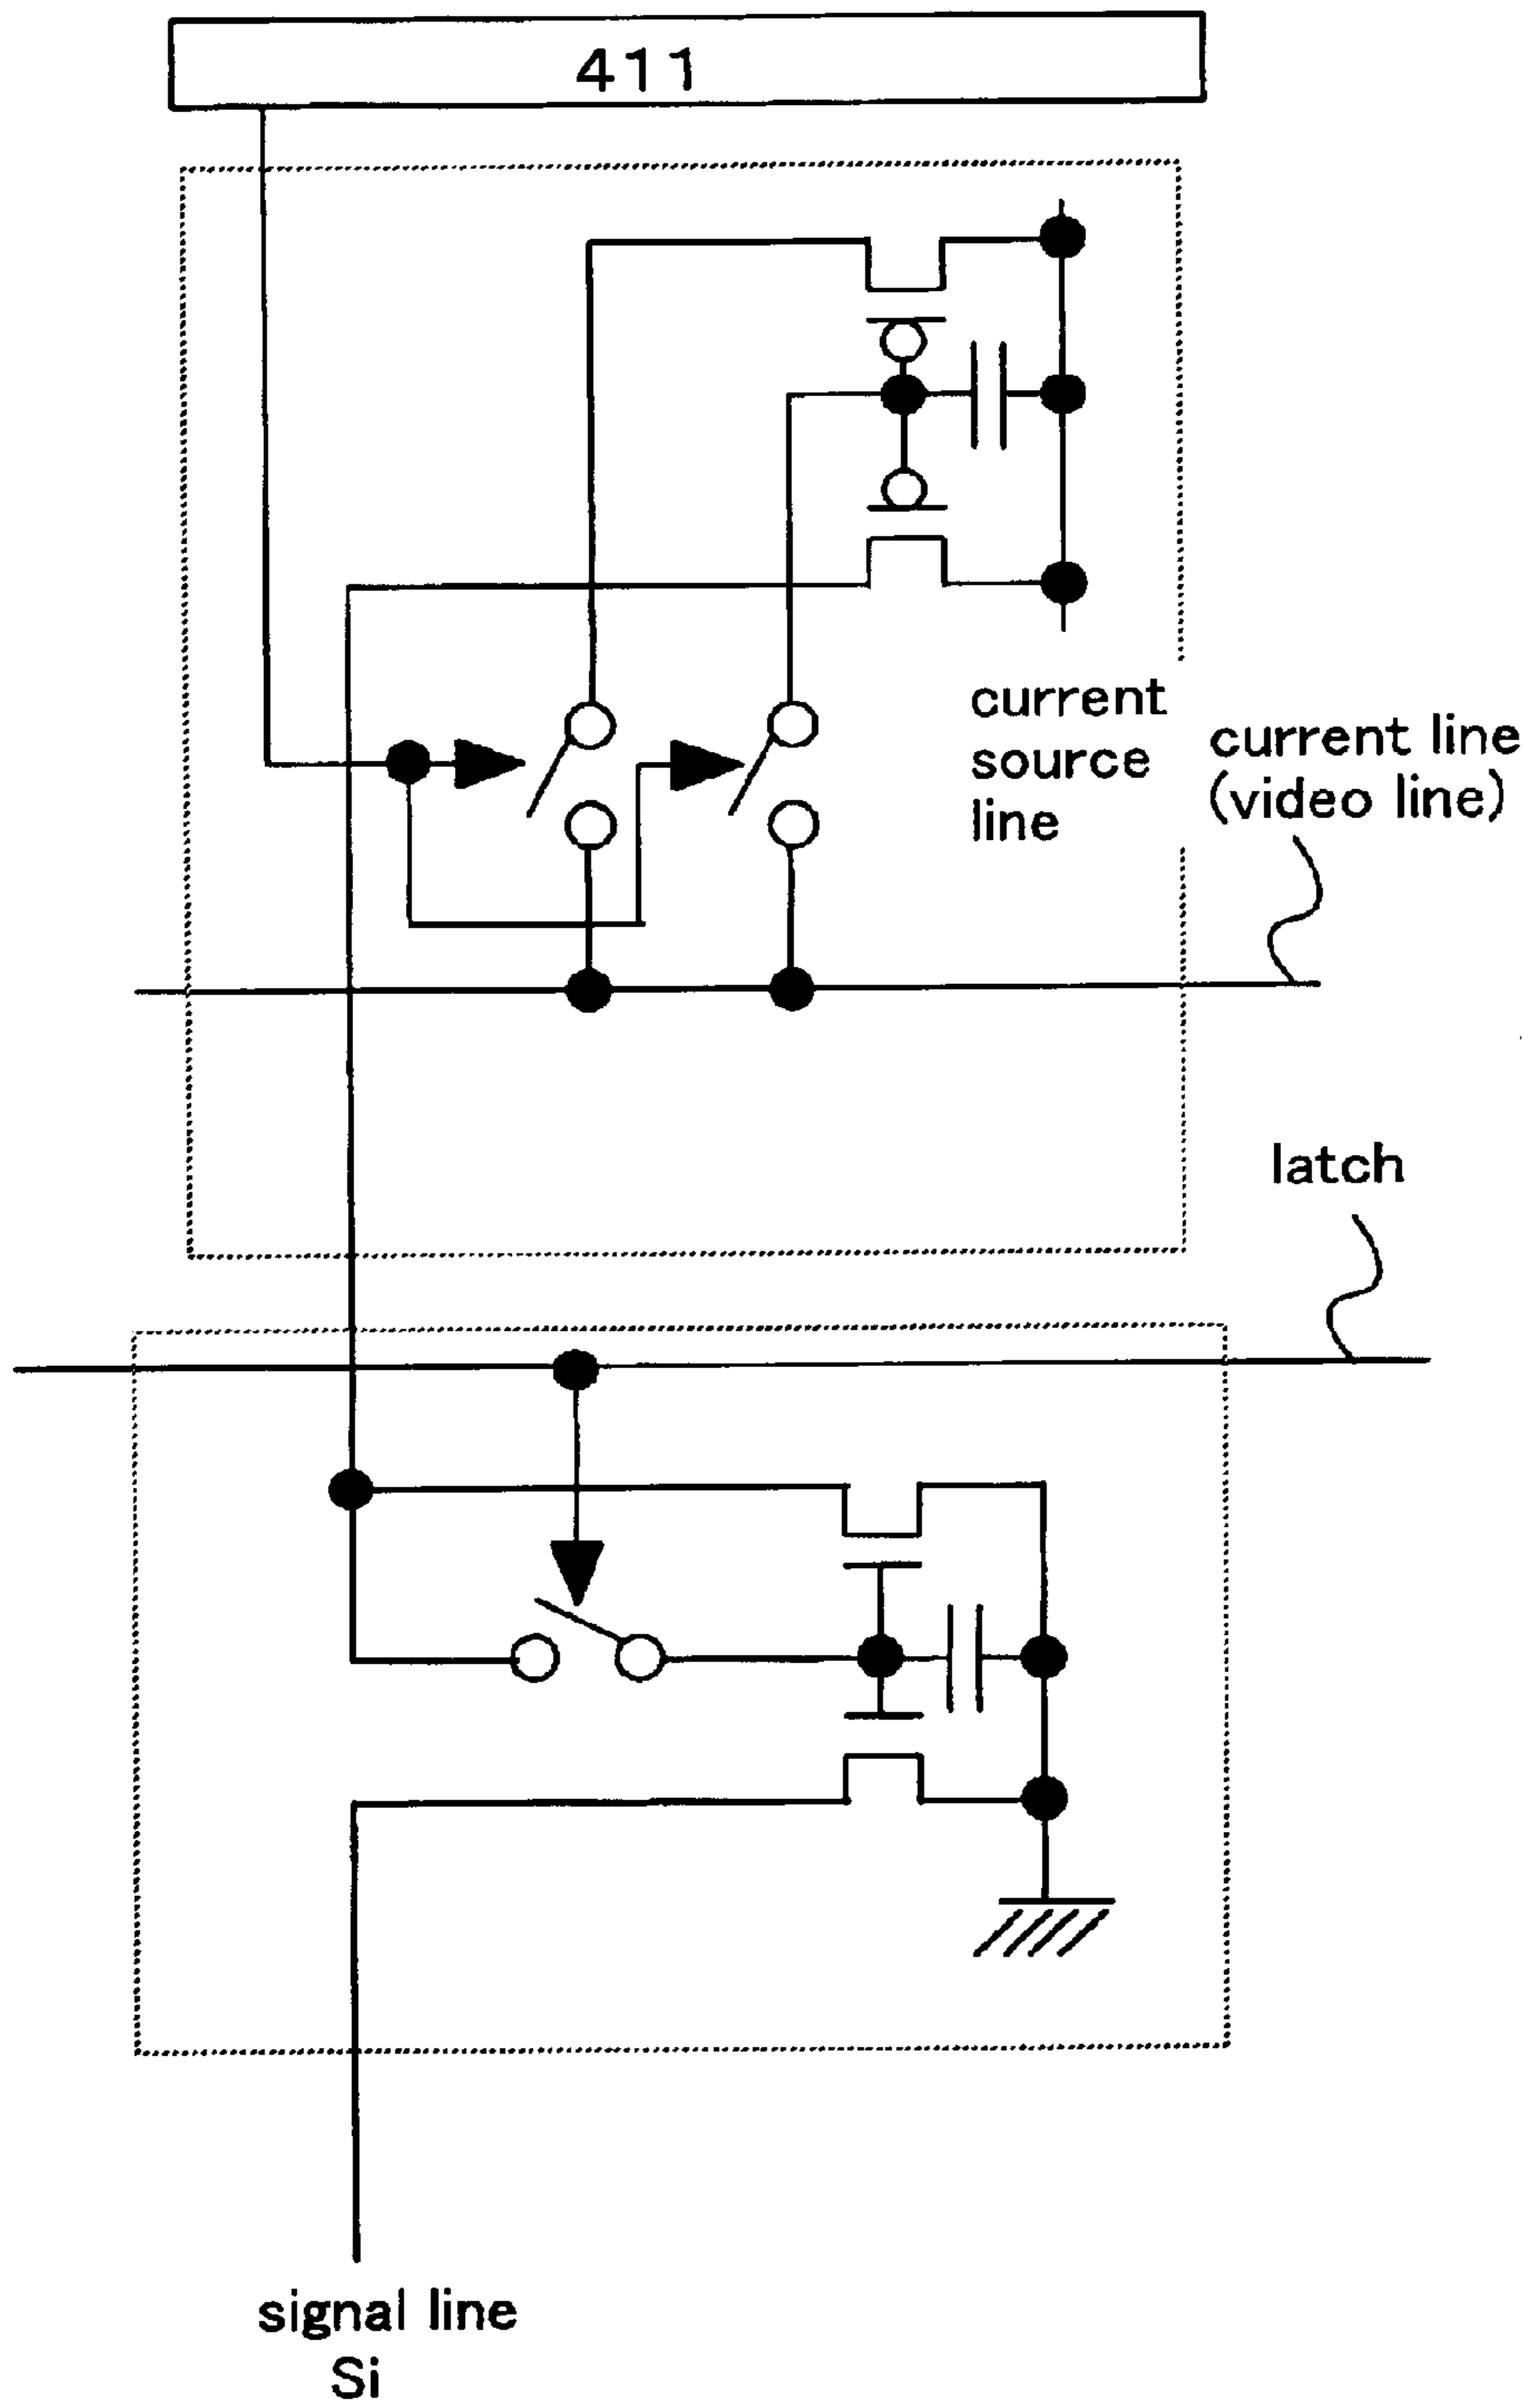 411
current
source
line
current line
(video line)
latch
signal line
Si